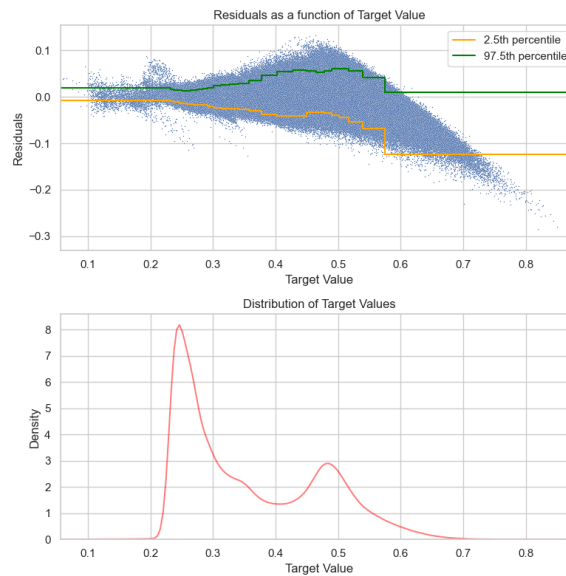 Residuals as a function of Target Value
2.5th percentile
97.5th percentile
0.1
0.0
−0.1
−0.2
−0.3
Residuals
0.1 0.2 0.3 0.4 0.5 0.6 0.7 0.8
Target Value
Distribution of Target Values
8
7
6
5
4
3
2
1
0
Density
0.1 0.2 0.3 0.4 0.5 0.6 0.7 0.8
Target Value